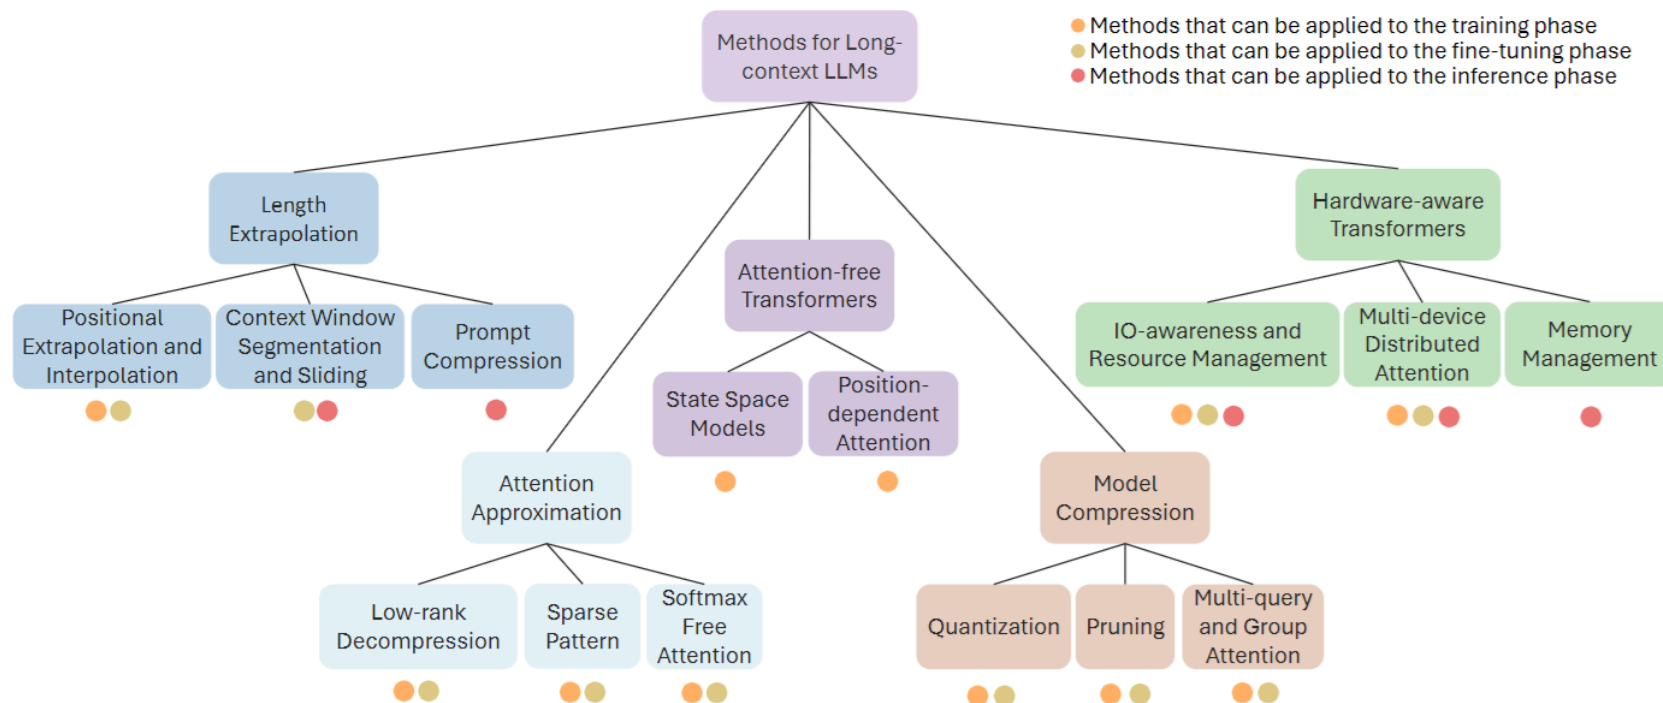 Methods for Long-
context LLMs
Methods that can be applied to the training phase
Methods that can be applied to the fine-tuning phase
Methods that can be applied to the inference phase
Length
Extrapolation
Positional
Extrapolation and
Interpolation
Context Window
Segmentation
and Sliding
Prompt
Compression
Attention-free
Transformers
State Space
Models
Position-
dependent
Attention
Hardware-aware
Transformers
IO-awareness and
Resource Management
Multi-device
Distributed
Attention
Memory
Management
Attention
Approximation
Low-rank
Decompression
Sparse
Pattern
Softmax
Free
Attention
Model
Compression
Quantization
Pruning
Multi-query
and Group
Attention